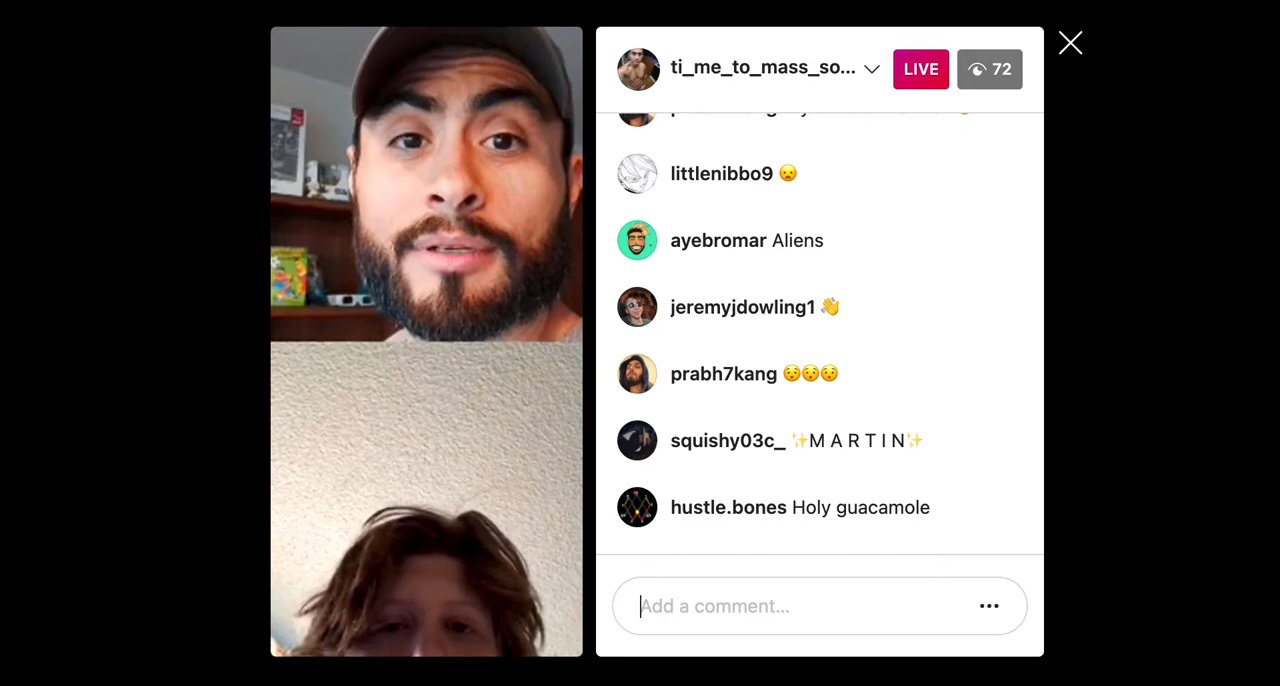 ti_me_to_mass_so...
LIVE
72
littlenibbo9 😦
ayebromar Aliens
jeremyjdowling1 👋
prabh7kang 😯😯😯
squishy03c_ ✨M A R T I N✨
hustle.bones Holy guacamole
Add a comment...